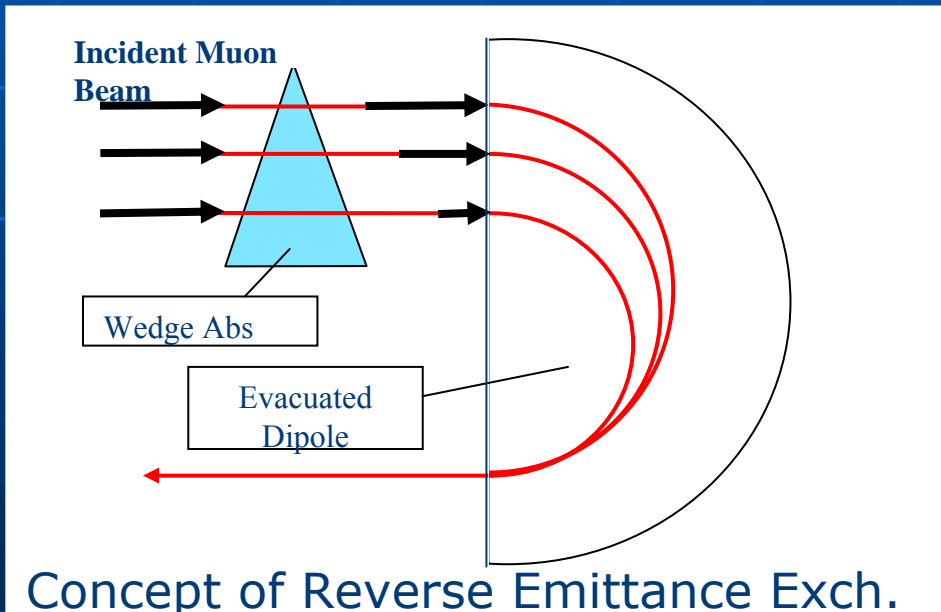 Incident Muon
Beam
Wedge Abs
Evacuated
Dipole
Concept of Reverse Emittance Exch.